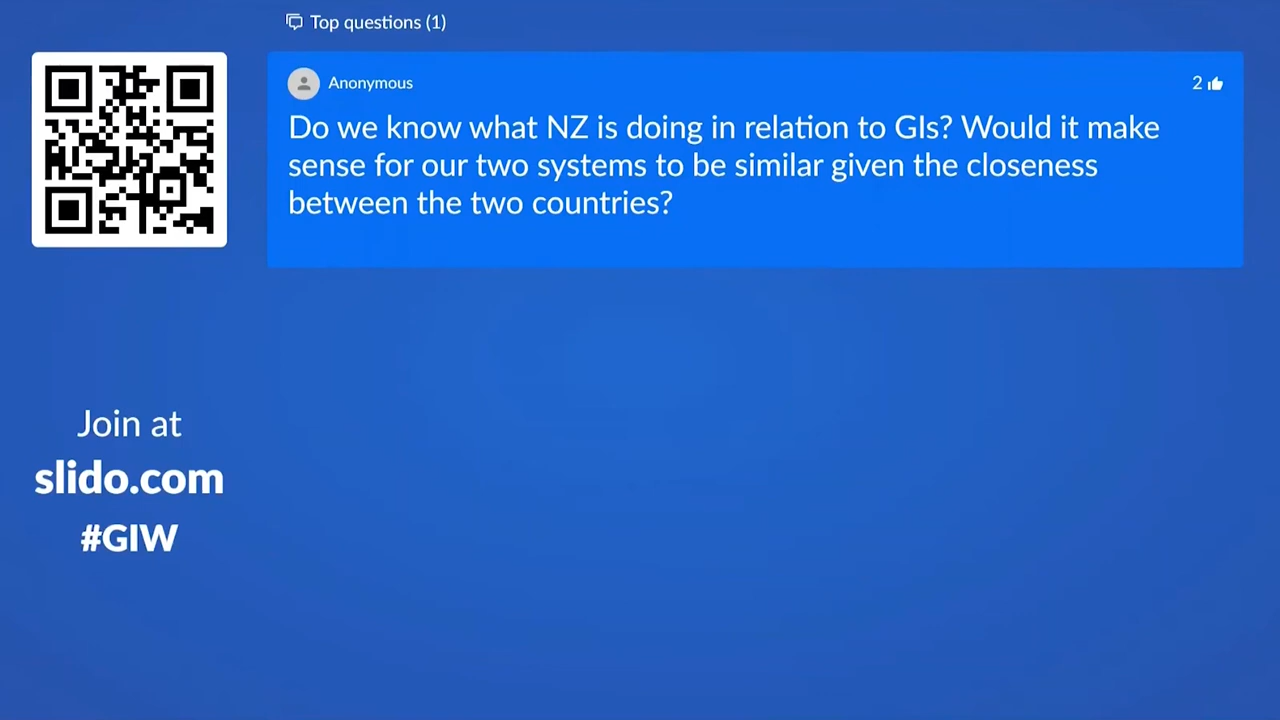 Top questions (1)
Anonymous
2
Do we know what NZ is doing in relation to GIs? Would it make
sense for our two systems to be similar given the closeness
between the two countries?
Join at
slido.com
#GIW